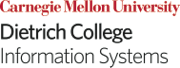 Carnegie Mellon University
Dietrich College
Information Systems